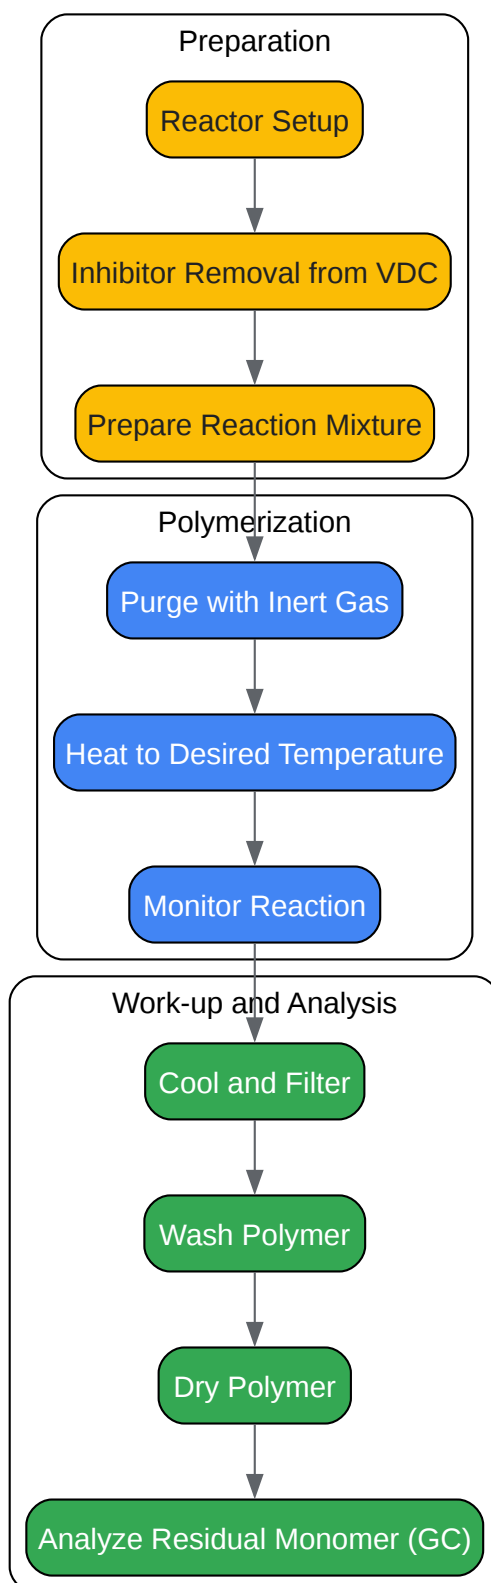 Preparation
Reactor Setup
Inhibitor Removal from VDC
Prepare Reaction Mixture
Polymerization
Purge with Inert Gas
Heat to Desired Temperature
Monitor Reaction
Work-up and Analysis
Cool and Filter
Wash Polymer
Dry Polymer
Analyze Residual Monomer (GC)